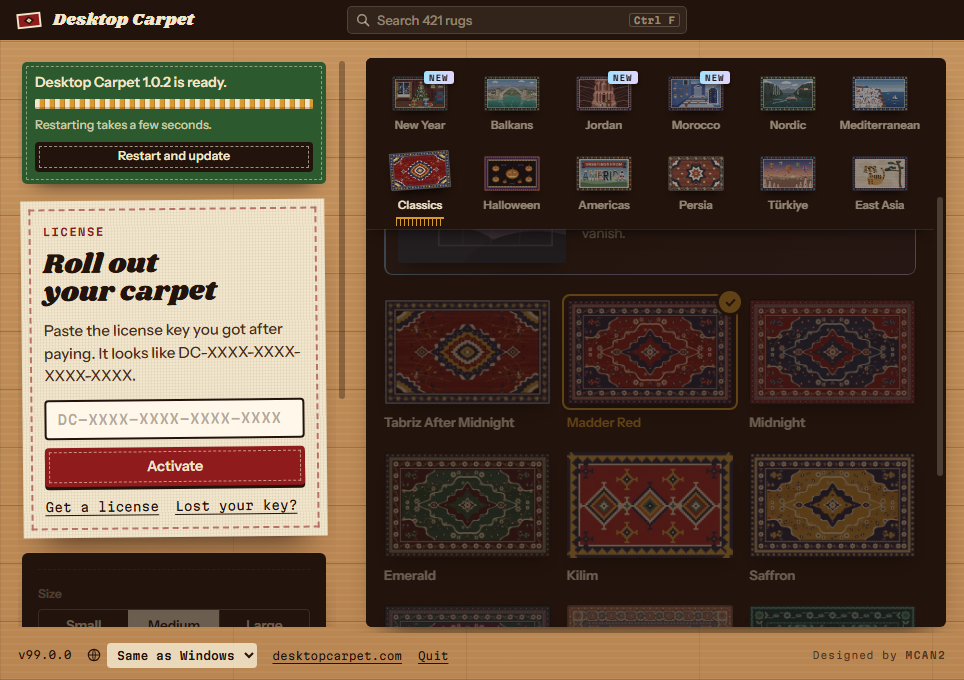 Desktop Carpet
Search 421 rugs
Ctrl F
Desktop Carpet 1.0.2 is ready.
Restarting takes a few seconds.
Restart and update
LICENSE
Roll out
your carpet
Paste the license key you got after
paying. It looks like DC-XXXX-XXXX-
XXXX-XXXX.
DC-XXXX-XXXX-XXXX-XXXX
Activate
Get a license
Lost your key?
Size
Small
Medium
Large
NEW
NEW
NEW
New Year
Balkans
Jordan
Morocco
Nordic
Mediterranean
Classics
Halloween
Americas
Persia
Türkiye
East Asia
vanish.
Tabriz After Midnight
Madder Red
Midnight
Emerald
Kilim
Saffron
v99.0.0
Same as Windows
desktopcarpet.com
Quit
Designed by MCAN2